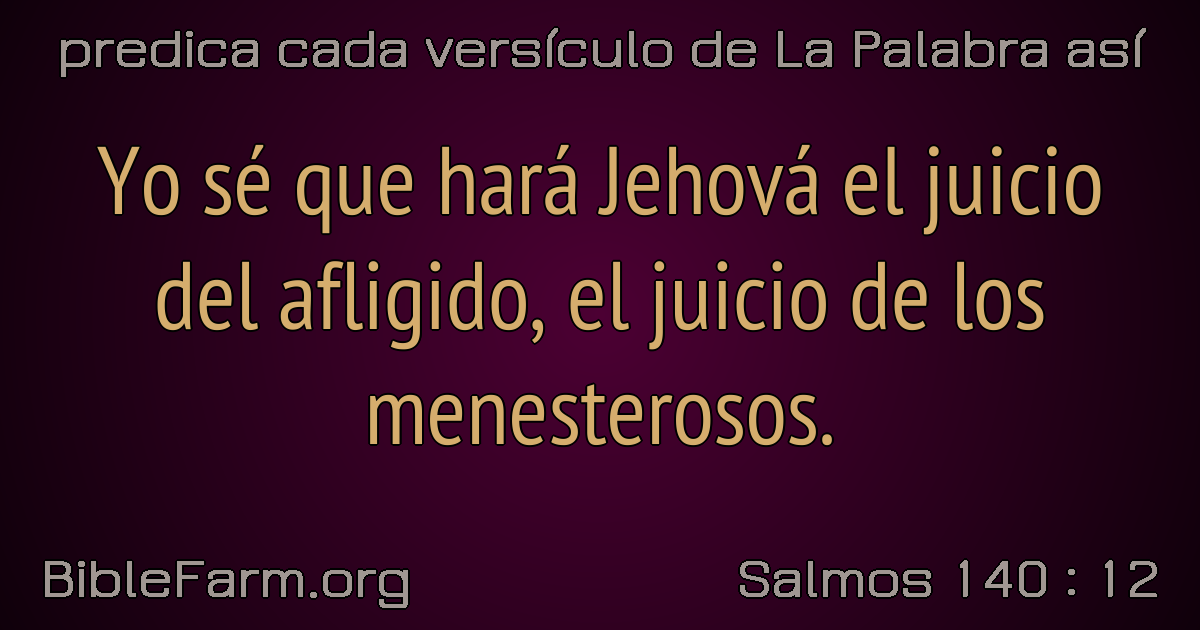 predica cada versículo de La Palabra así
Yo sé que hará Jehová el juicio
del afligido, el juicio de los
menesterosos.
BibleFarm.org
Salmos 140 : 12